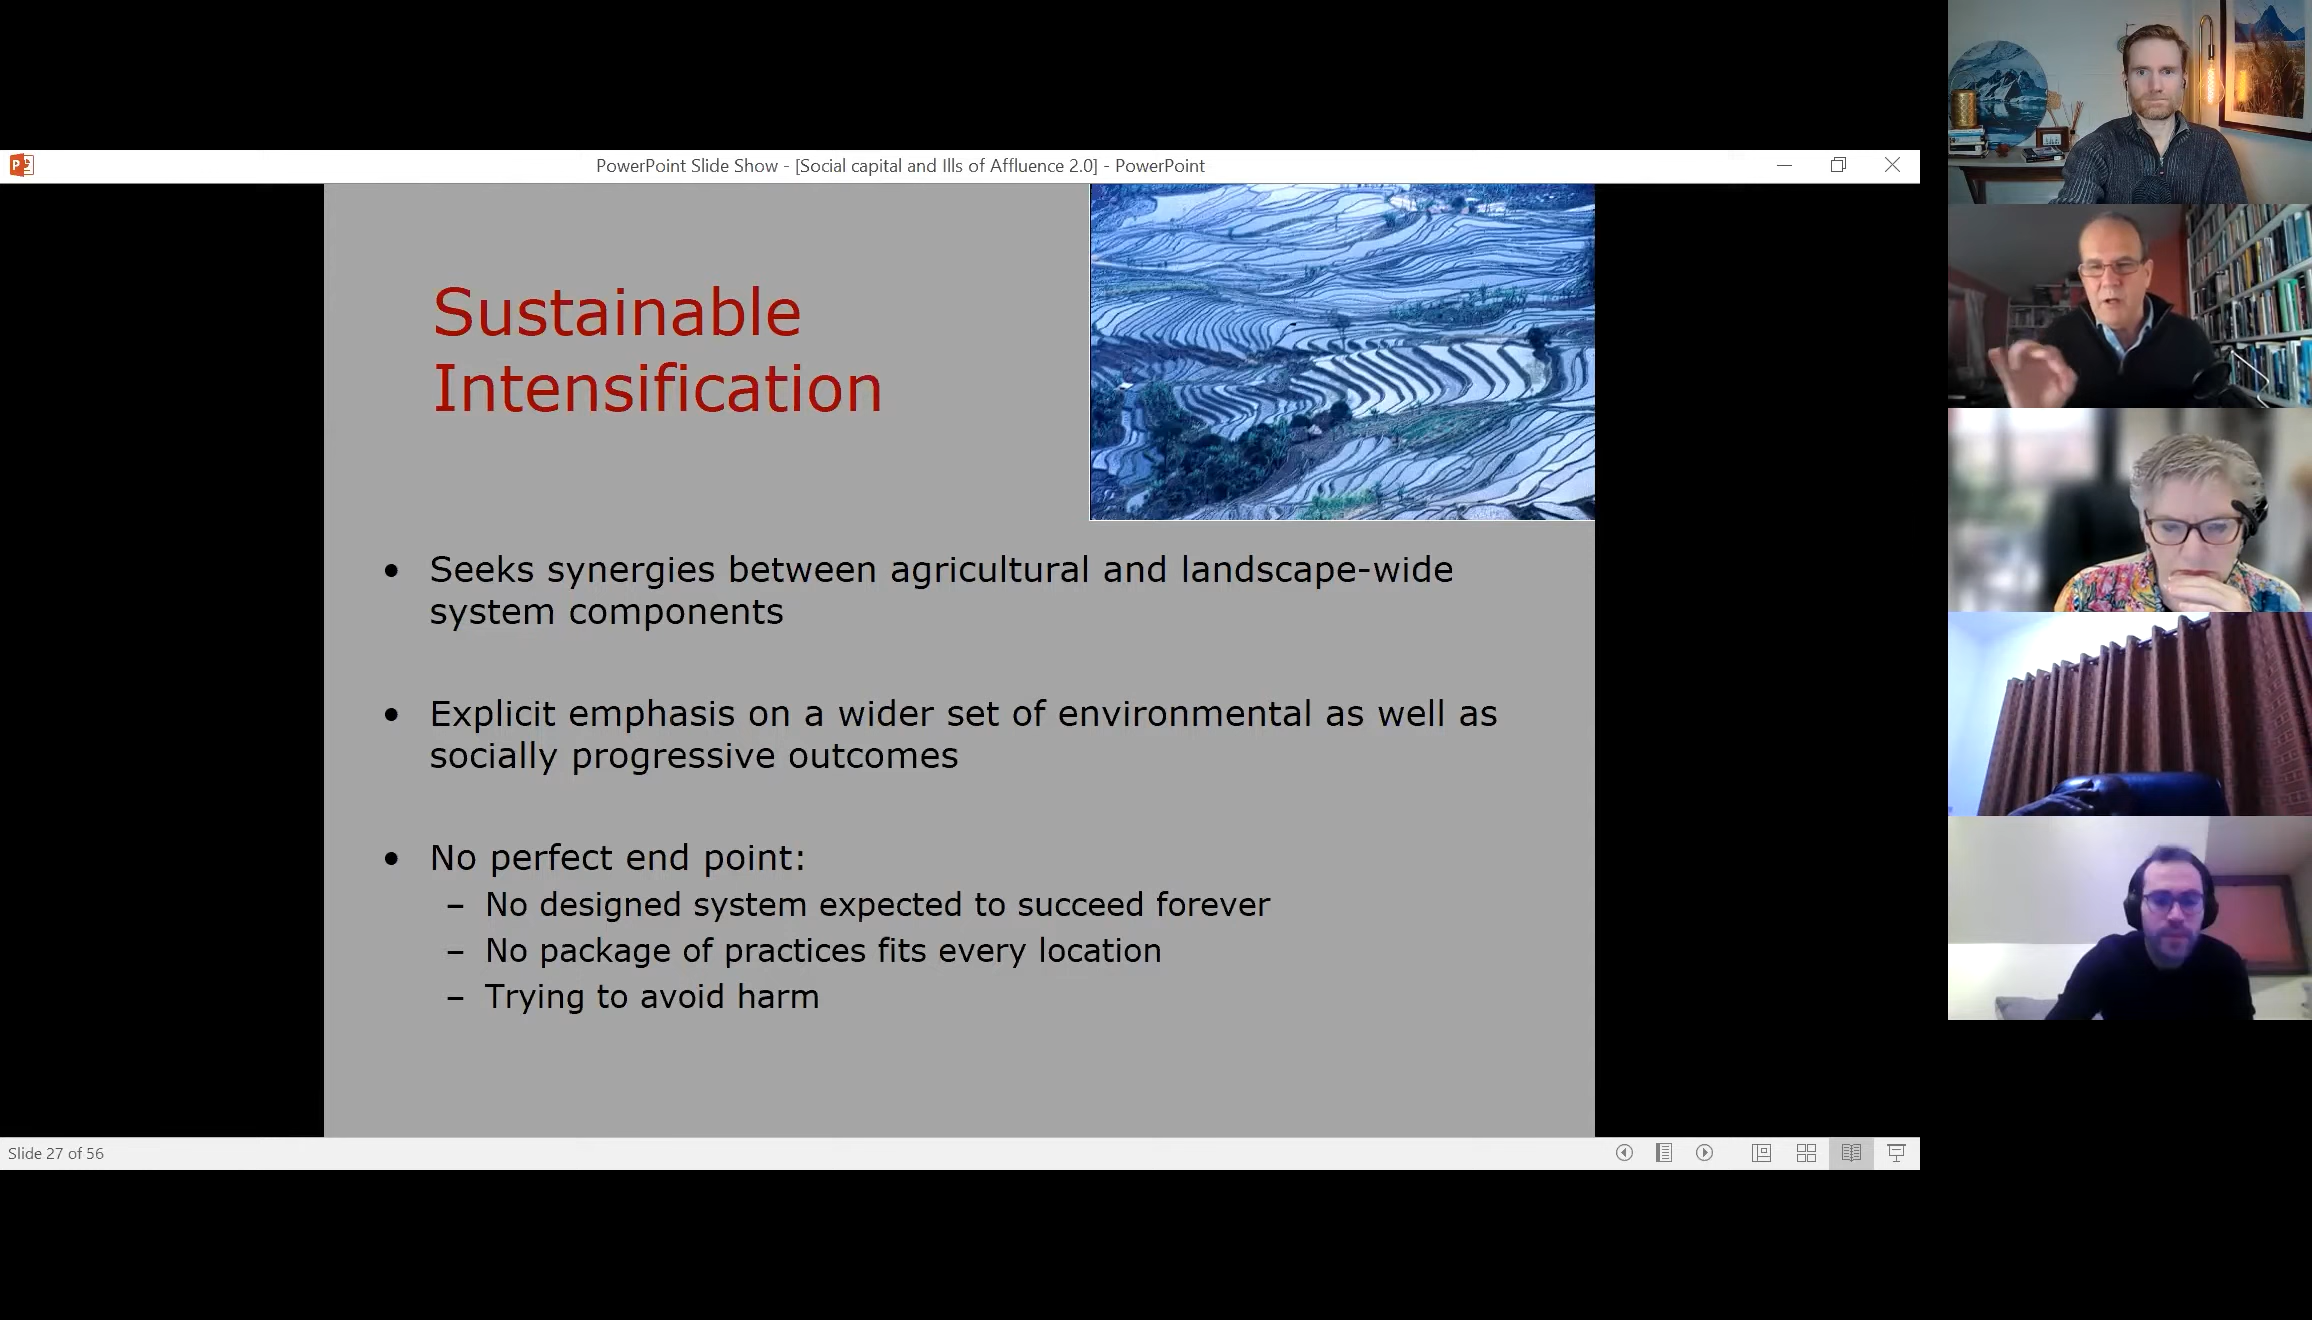 PowerPoint Slide Show - [Social capital and Ills of Affluence 2.0] - PowerPoint
Sustainable
Intensification
• Seeks synergies between agricultural and landscape-wide
system components
• Explicit emphasis on a wider set of environmental as well as
socially progressive outcomes
• No perfect end point:
– No designed system expected to succeed forever
– No package of practices fits every location
– Trying to avoid harm
Slide 27 of 56